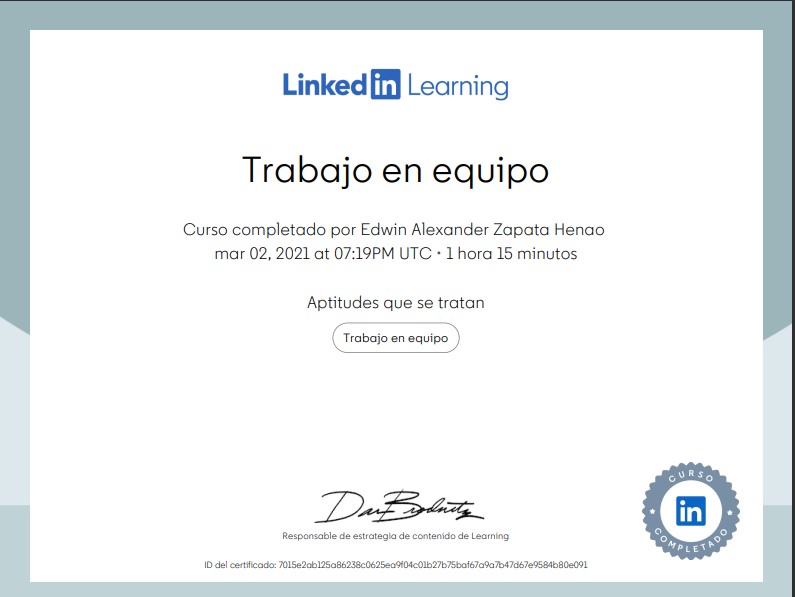 Linked in Learning
Trabajo en equipo
Curso completado por Edwin Alexander Zapata Henao
mar 02, 2021 at 07:19PM UTC • 1 hora 15 minutos
Aptitudes que se tratan
Trabajo en equipo
Responsable de estrategia de contenido de Learning
ID del certificado: 7015e2ab125a86238c0625ea9f04c01b27b75baf67a9a7b47d67e9584b80e091
CURSO
in
COMPLETADO